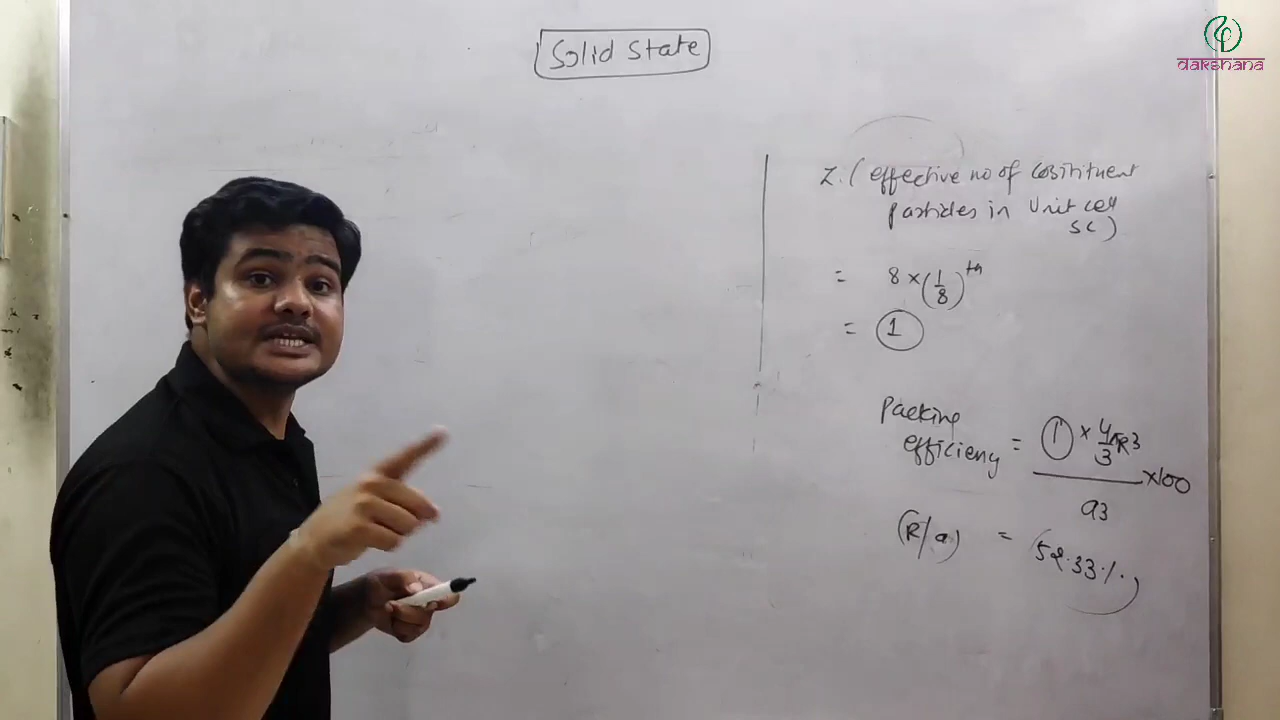 Solid State
dakshana
Z. (effective no of constituent
particles in Unit cell
SC)
= 8 × (1/8)th
= 1
Packing
efficieny = 1 × 4/3 πR3 / a3 ×100
(R/a) = 52.33%